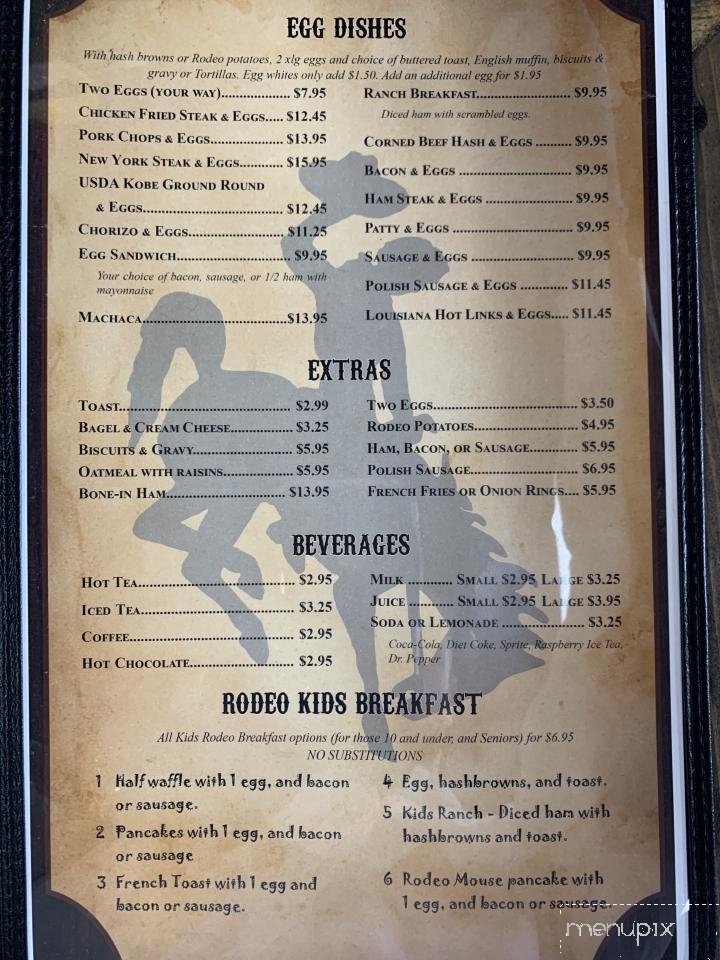 EGG DISHES
With hash browns or Rodeo potatoes, 2 xlg eggs and choice of buttered toast, English muffin, biscuits &
gravy or Tortillas. Egg whites only add $1.50. Add an additional egg for $1.95
Two Eggs (your way)................... $7.95
Chicken Fried Steak & Eggs..... $12.45
Pork Chops & Eggs.................... $13.95
New York Steak & Eggs............ $15.95
USDA Kobe Ground Round
& Eggs....................................... $12.45
Chorizo & Eggs.......................... $11.25
Egg Sandwich............................... $9.95
Your choice of bacon, sausage, or 1/2 ham with
mayonnaise
Machaca.......................................$13.95
Ranch Breakfast.......................... $9.95
Diced ham with scrambled eggs.
Corned Beef Hash & Eggs .......... $9.95
Bacon & Eggs ............................... $9.95
Ham Steak & Eggs ........................ $9.95
Patty & Eggs ................................. $9.95
Sausage & Eggs ............................ $9.95
Polish Sausage & Eggs ............. $11.45
Louisiana Hot Links & Eggs..... $11.45
EXTRAS
Toast............................................. $2.99
Bagel & Cream Cheese................ $3.25
Biscuits & Gravy.......................... $5.95
Oatmeal with raisins................... $5.95
Bone-in Ham............................... $13.95
Two Eggs...................................... $3.50
Rodeo Potatoes........................... $4.95
Ham, Bacon, or Sausage............. $5.95
Polish Sausage............................. $6.95
French Fries or Onion Rings.... $5.95
BEVERAGES
Hot Tea......................................... $2.95
Iced Tea........................................ $3.25
Coffee........................................... $2.95
Hot Chocolate............................ $2.95
Milk ............ Small $2.95 Large $3.25
Juice ............ Small $2.95 Large $3.95
Soda or Lemonade ....................... $3.25
Coca-Cola, Diet Coke, Sprite, Raspberry Ice Tea,
Dr. Pepper
RODEO KIDS BREAKFAST
All Kids Rodeo Breakfast options (for those 10 and under, and Seniors) for $6.95
NO SUBSTITUTIONS
1 Half waffle with 1 egg, and bacon
or sausage.
2 Pancakes with 1 egg, and bacon
or sausage
3 French Toast with 1 egg and
bacon or sausage.
4 Egg, hashbrowns, and toast.
5 Kids Ranch - Diced ham with
hashbrowns and toast.
6 Rodeo Mouse pancake with
1 egg, and bacon or sausage.
menupix